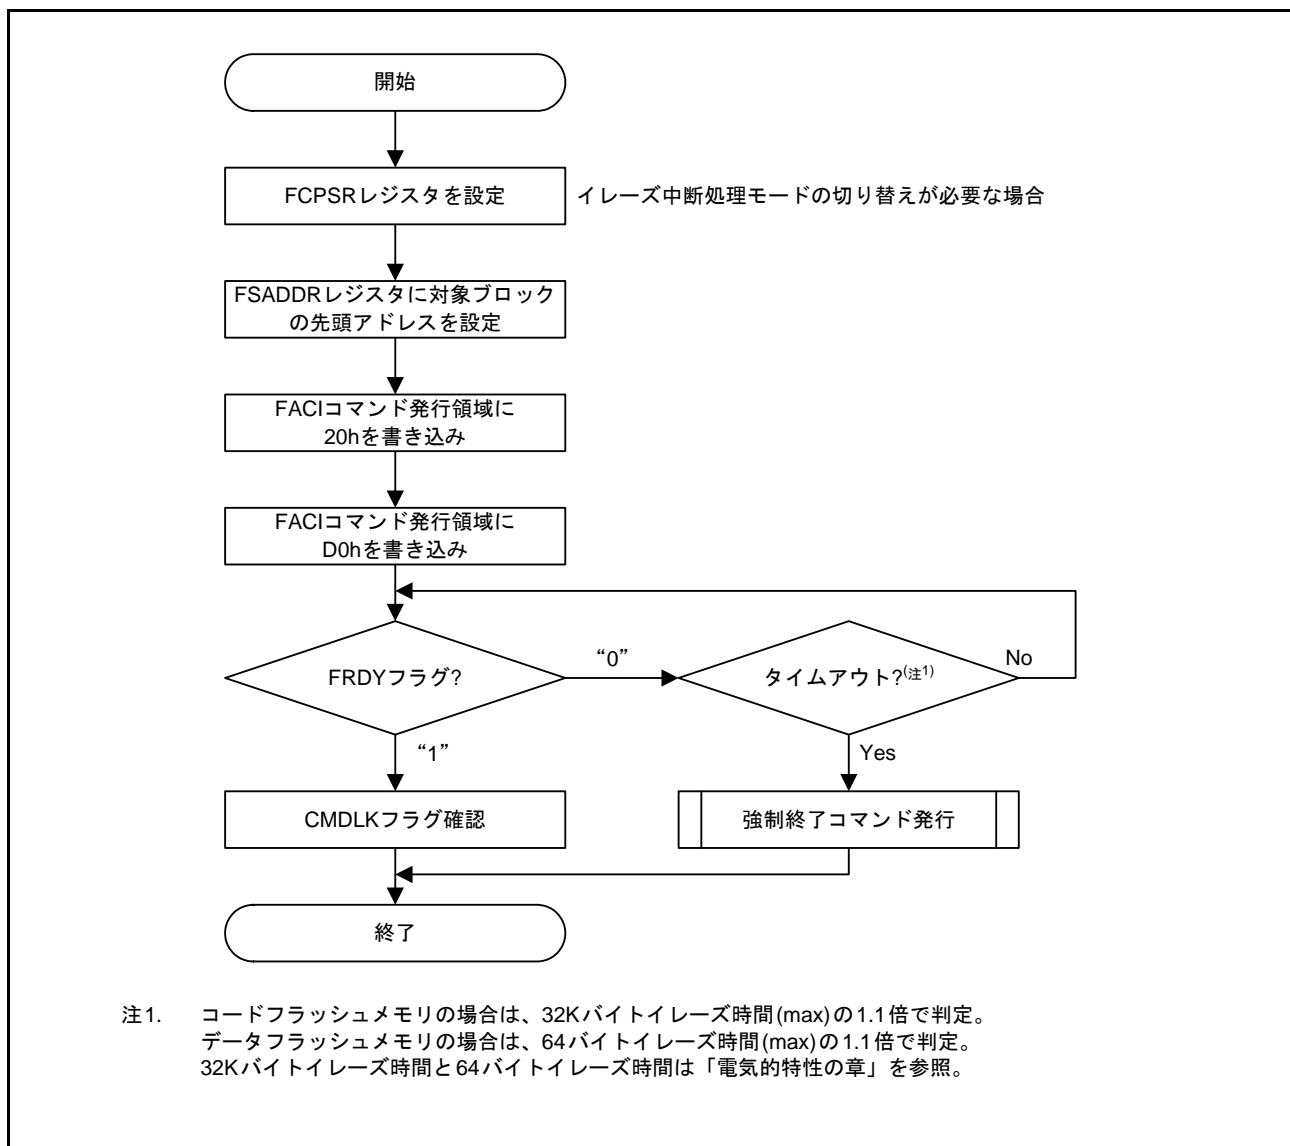 開始
FCPSRレジスタを設定
イレーズ中断処理モードの切り替えが必要な場合
FSADDRレジスタに対象ブロック
の先頭アドレスを設定
FACIコマンド発行領域に
20hを書き込み
FACIコマンド発行領域に
D0hを書き込み
FRDYフラグ?
“0”
タイムアウト?(注1)
No
“1”
Yes
CMDLKフラグ確認
強制終了コマンド発行
終了
注1. コードフラッシュメモリの場合は、32Kバイトイレーズ時間(max)の1.1倍で判定。
データフラッシュメモリの場合は、64バイトイレーズ時間(max)の1.1倍で判定。
32Kバイトイレーズ時間と64バイトイレーズ時間は「電気的特性の章」を参照。